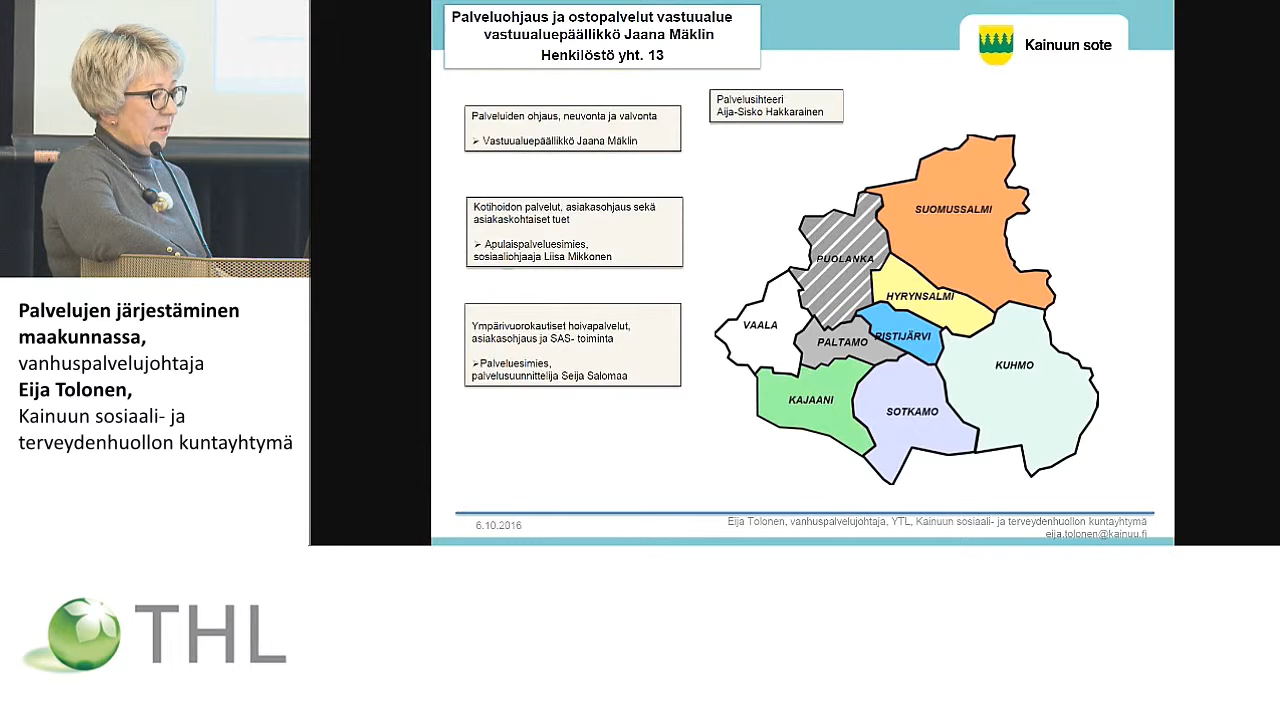 Palveluohjaus ja ostopalvelut vastuualue
vastuualuepäällikkö Jaana Mäklin
Henkilöstö yht. 13
Kainuun sote
Palveluiden ohjaus, neuvonta ja valvonta
➢ Vastuualuepäällikkö Jaana Mäklin
Palvelusihteeri
Aija-Sisko Hakkarainen
Kotihoidon palvelut, asiakasohjaus sekä
asiakaskohtaiset tuet
➢ Apulaispalveluesimies,
sosiaaliohjaaja Liisa Mikkonen
Ympärivuorokautiset hoivapalvelut,
asiakasohjaus ja SAS- toiminta
➢Palveluesimies,
palvelusuunnittelija Seija Salomaa
SUOMUSSALMI
PUOLANKA
HYRYNSALMI
VAALA
PALTAMO
RISTIJÄRVI
KUHMO
KAJAANI
SOTKAMO
6.10.2016
Eija Tolonen, vanhuspalvelujohtaja, YTL, Kainuun sosiaali- ja terveydenhuollon kuntayhtymä
eija.tolonen@kainuu.fi
Palvelujen järjestäminen
maakunnassa,
vanhuspalvelujohtaja
Eija Tolonen,
Kainuun sosiaali- ja
terveydenhuollon kuntayhtymä
THL